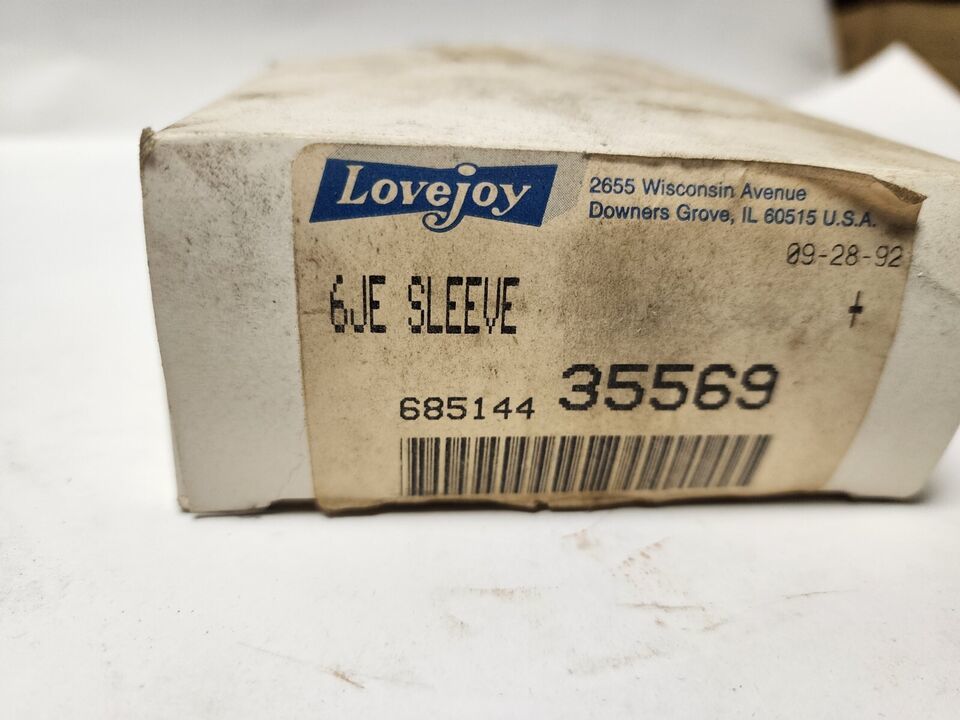 Lovejoy
2655 Wisconsin Avenue
Downers Grove, IL 60515 U.S.A.
09-28-92
6JE SLEEVE
685144 35569